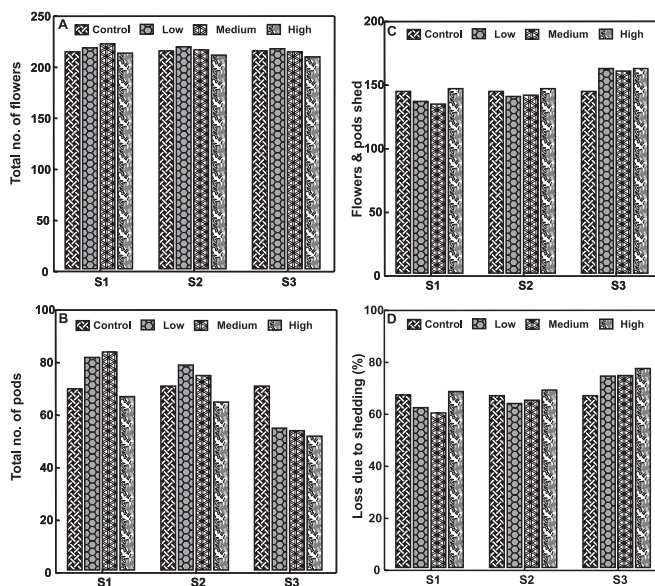 A
Control Low Medium High
Total no. of flowers
250
200
150
100
50
0
S1 S2 S3
C
Control Low Medium High
Flowers & pods shed
200
150
100
50
0
S1 S2 S3
B
Control Low Medium High
Total no. of pods
100
80
60
40
20
0
S1 S2 S3
D
Control Low Medium High
Loss due to shedding (%)
100
80
60
40
20
0
S1 S2 S3